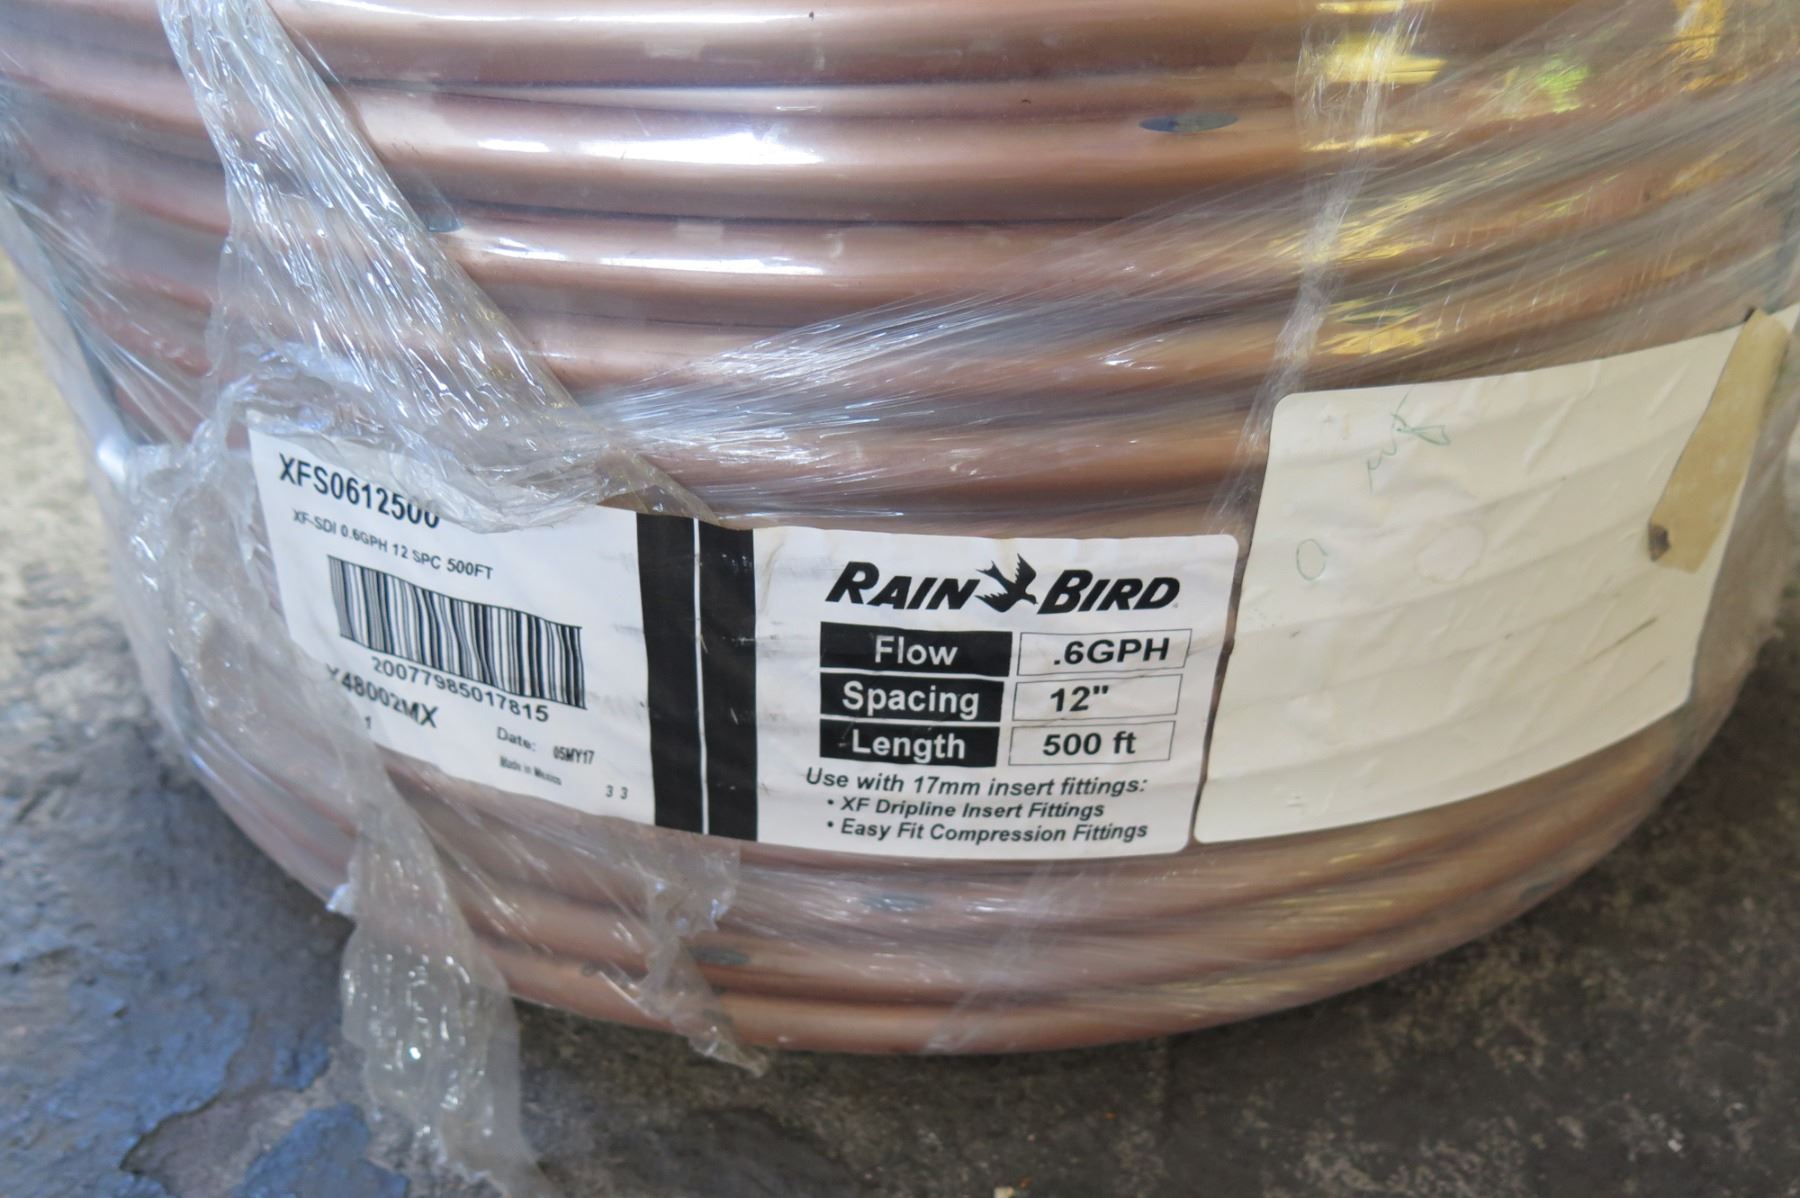 XFS0612500
XF-SDI 0.6GPH 12 SPC 500FT
20077985017815
X48002MX
1
Date: 05MY17
Made in Mexico
3 3
RAIN BIRD
Flow .6GPH
Spacing 12"
Length 500 ft
Use with 17mm insert fittings:
• XF Dripline Insert Fittings
• Easy Fit Compression Fittings